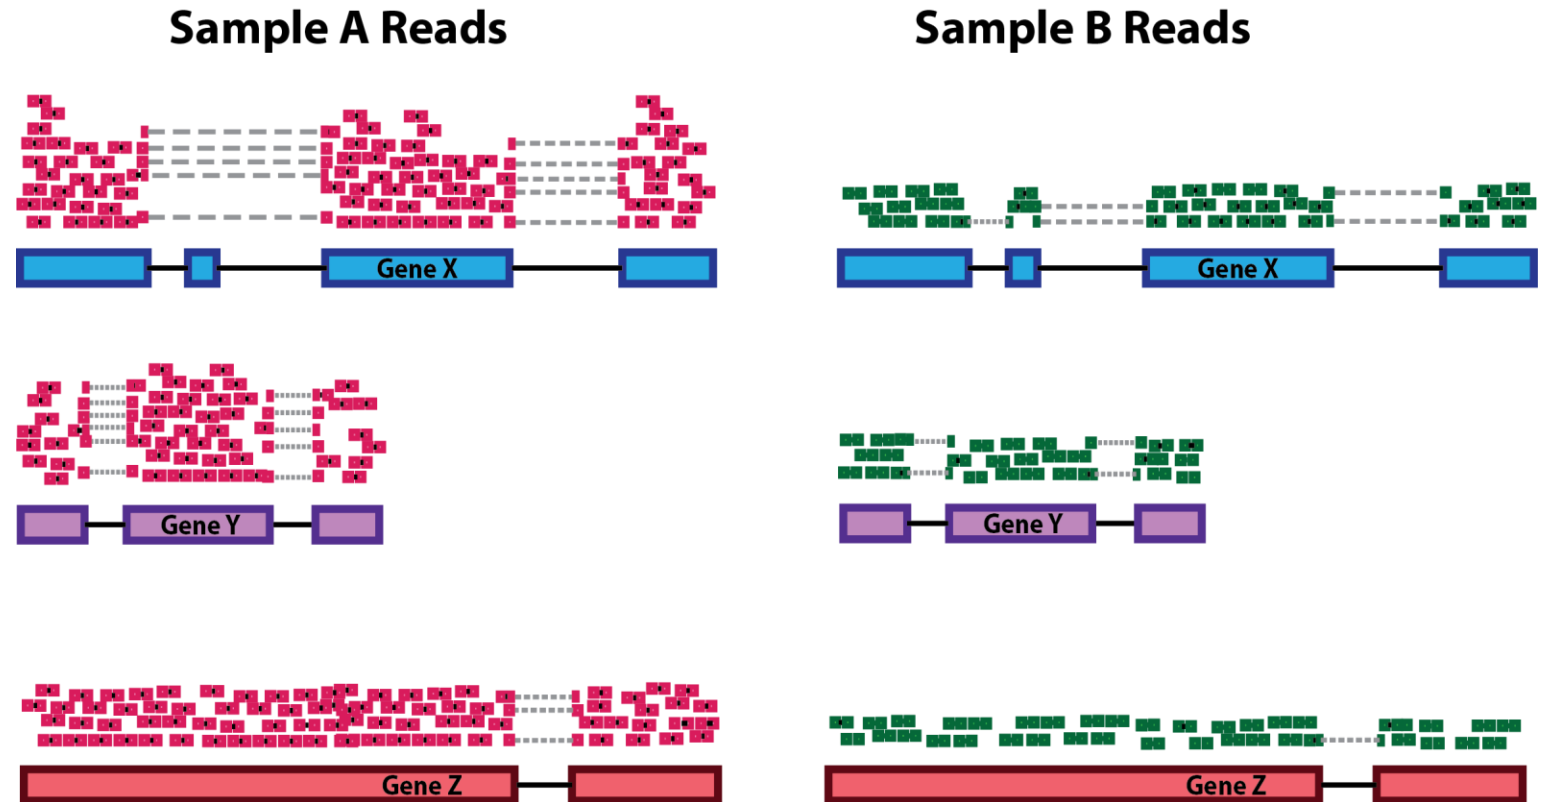 Sample A Reads
Sample B Reads
Gene X
Gene X
Gene Y
Gene Y
Gene Z
Gene Z